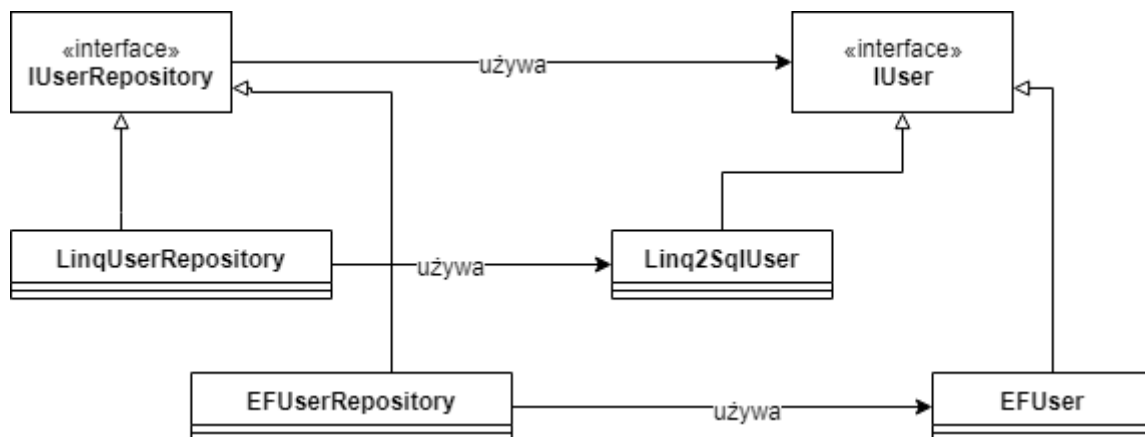 «interface»
IUserRepository
używa
«interface»
IUser
LinqUserRepository
używa
Linq2SqlUser
EFUserRepository
używa
EFUser